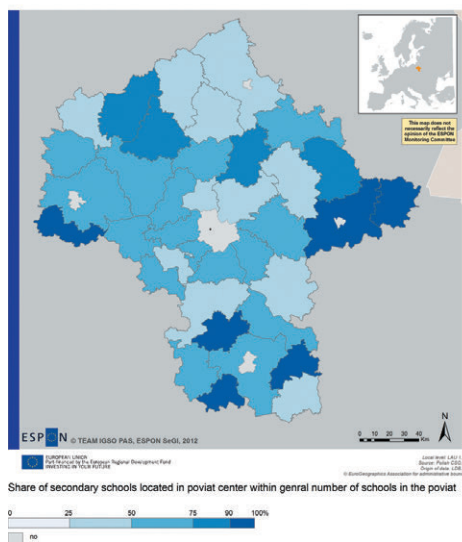 This map does not
necessarily reflect the
opinion of the ESPON
Monitoring Committee
ESPON © TEAM IGSO PAS, ESPON SeGI, 2012
EUROPEAN UNION
Part-financed by the European Regional Development Fund
INVESTING IN YOUR FUTURE
0 10 20 40
Km
N
Local level: LAU 1
Source: Polish CSO
Origin of data: LDB
© EuroGeographics Association for administrative
Share of secondary schools located in poviat center within genral number of schools in the poviat
0 25 50 75 90 100%
no